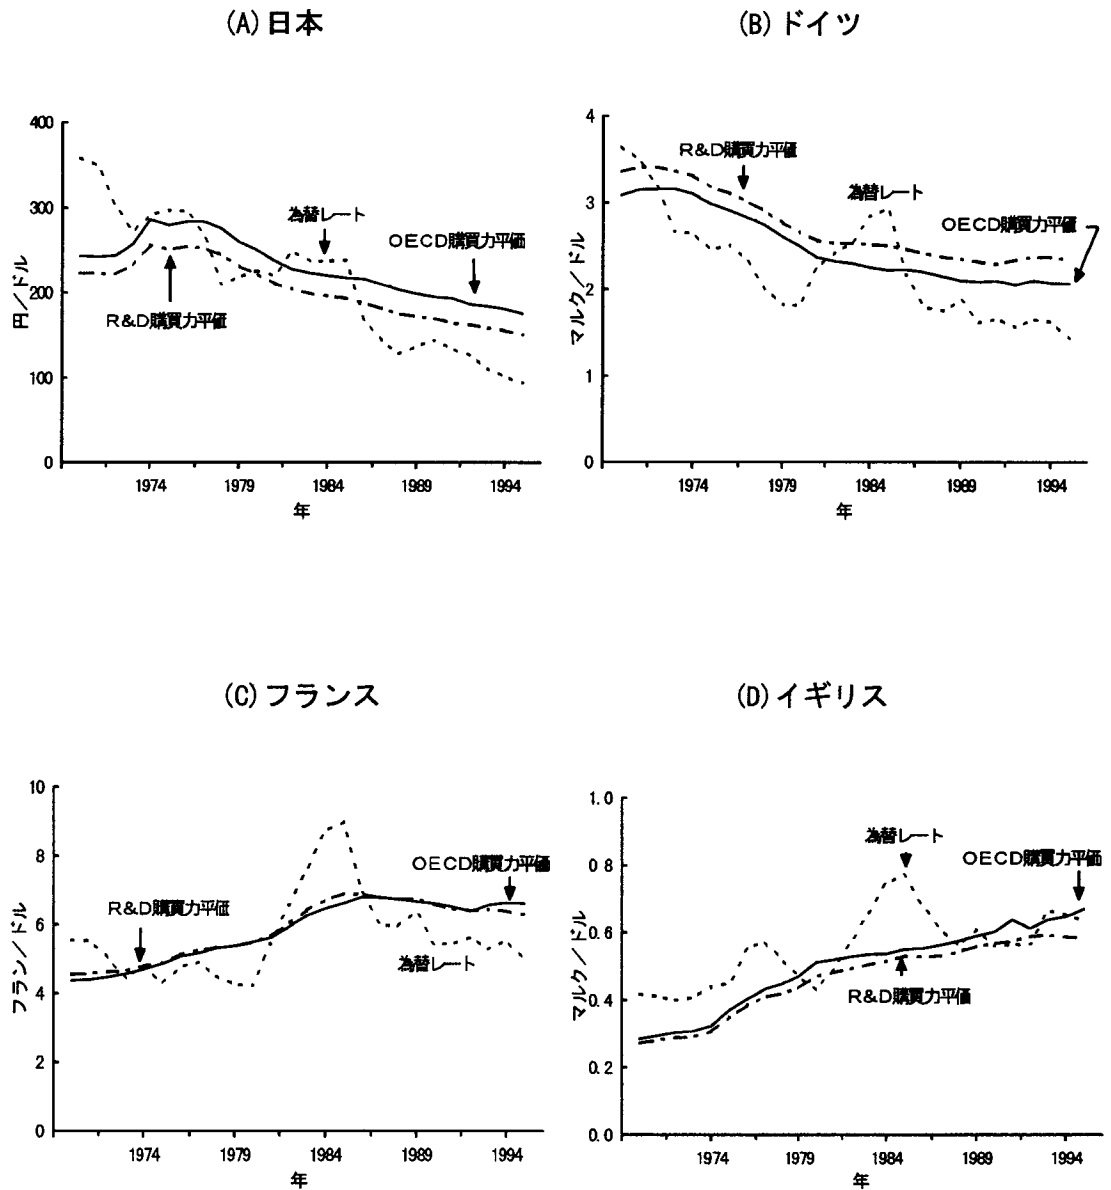 (A)日本
400
300
200
100
0
円／ドル
為替レート
OECD購買力平価
R&D購買力平価
1974
1979
1984
1989
1994
年
(B)ドイツ
4
3
2
1
0
マルク／ドル
R&D購買力平価
為替レート
OECD購買力平価
1974
1979
1984
1989
1994
年
(C)フランス
10
8
6
4
2
0
フラン／ドル
R&D購買力平価
OECD購買力平価
為替レート
1974
1979
1984
1989
1994
年
(D)イギリス
1.0
0.8
0.6
0.4
0.2
0.0
マルク／ドル
為替レート
OECD購買力平価
R&D購買力平価
1974
1979
1984
1989
1994
年